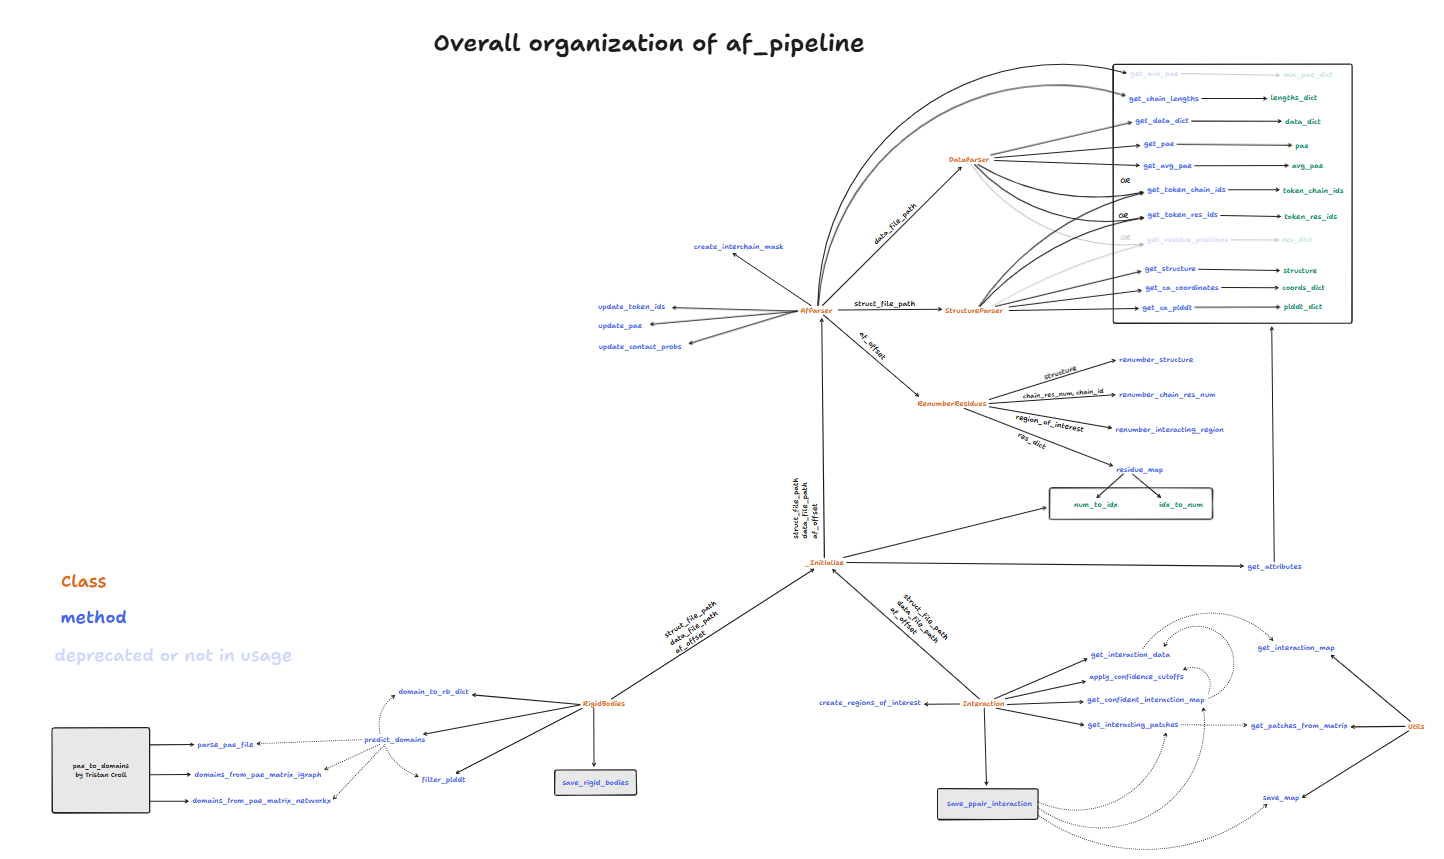 Overall organization of af_pipeline
get_min_pae
min_pae_dict
get_chain_lengths
lengths_dict
get_data_dict
data_dict
get_pae
pae
DataParser
get_avg_pae
avg_pae
OR
get_token_chain_ids
token_chain_ids
OR
get_token_res_ids
token_res_ids
data_file_path
OR
get_residue_positions
res_dict
create_interchain_mask
get_structure
structure
get_ca_coordinates
coords_dict
update_token_ids
AfParser
struct_file_path
StructureParser
get_ca_plddt
plddt_dict
update_pae
update_contact_probs
af_offset
renumber_structure
structure
chain_res_num, chain_id
renumber_chain_res_num
RenumberResidues
region_of_interest
renumber_interacting_region
res_dict
residue_map
num_to_idx
idx_to_num
struct_file_path
data_file_path
af_offset
_Initialize
get_attributes
Class
method
deprecated or not in usage
struct_file_path
data_file_path
af_offset
struct_file_path
data_file_path
af_offset
get_interaction_data
get_interaction_map
apply_confidence_cutoffs
domain_to_rb_dict
RigidBodies
create_regions_of_interest
Interaction
get_confident_interaction_map
get_interacting_patches
get_patches_from_matrix
Utils
predict_domains
parse_pae_file
pae_to_domains
by Tristan Croll
domains_from_pae_matrix_igraph
filter_plddt
save_rigid_bodies
domains_from_pae_matrix_networkx
save_ppair_interaction
save_map